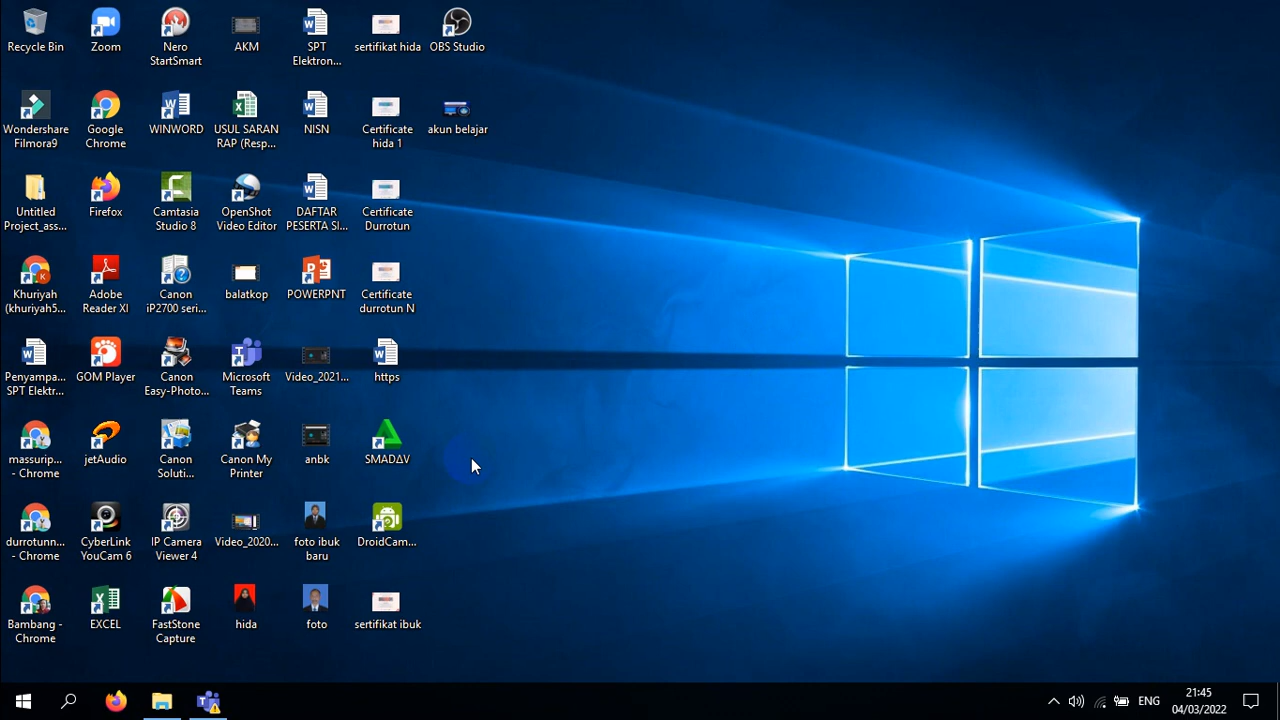 Recycle Bin
Zoom
Nero
StartSmart
AKM
SPT
Elektron...
sertifikat hida
OBS Studio
Wondershare
Filmora9
Google
Chrome
WINWORD
USUL SARAN
RAP (Resp...
NISN
Certificate
hida 1
akun belajar
Untitled
Project_ass...
Firefox
Camtasia
Studio 8
OpenShot
Video Editor
DAFTAR
PESERTA SI...
Certificate
Durrotun
Khuriyah
(khuriyah5...
Adobe
Reader XI
Canon
iP2700 seri...
balatkop
POWERPNT
Certificate
durrotun N
Penyampa...
SPT Elektr...
GOM Player
Canon
Easy-Photo...
Microsoft
Teams
Video_2021...
https
massurip...
- Chrome
jetAudio
Canon
Soluti...
Canon My
Printer
anbk
SMADΔV
durrotunn...
- Chrome
CyberLink
YouCam 6
IP Camera
Viewer 4
Video_2020...
foto ibuk
baru
DroidCam...
Bambang -
Chrome
EXCEL
FastStone
Capture
hida
foto
sertifikat ibuk
ENG
21:45
04/03/2022